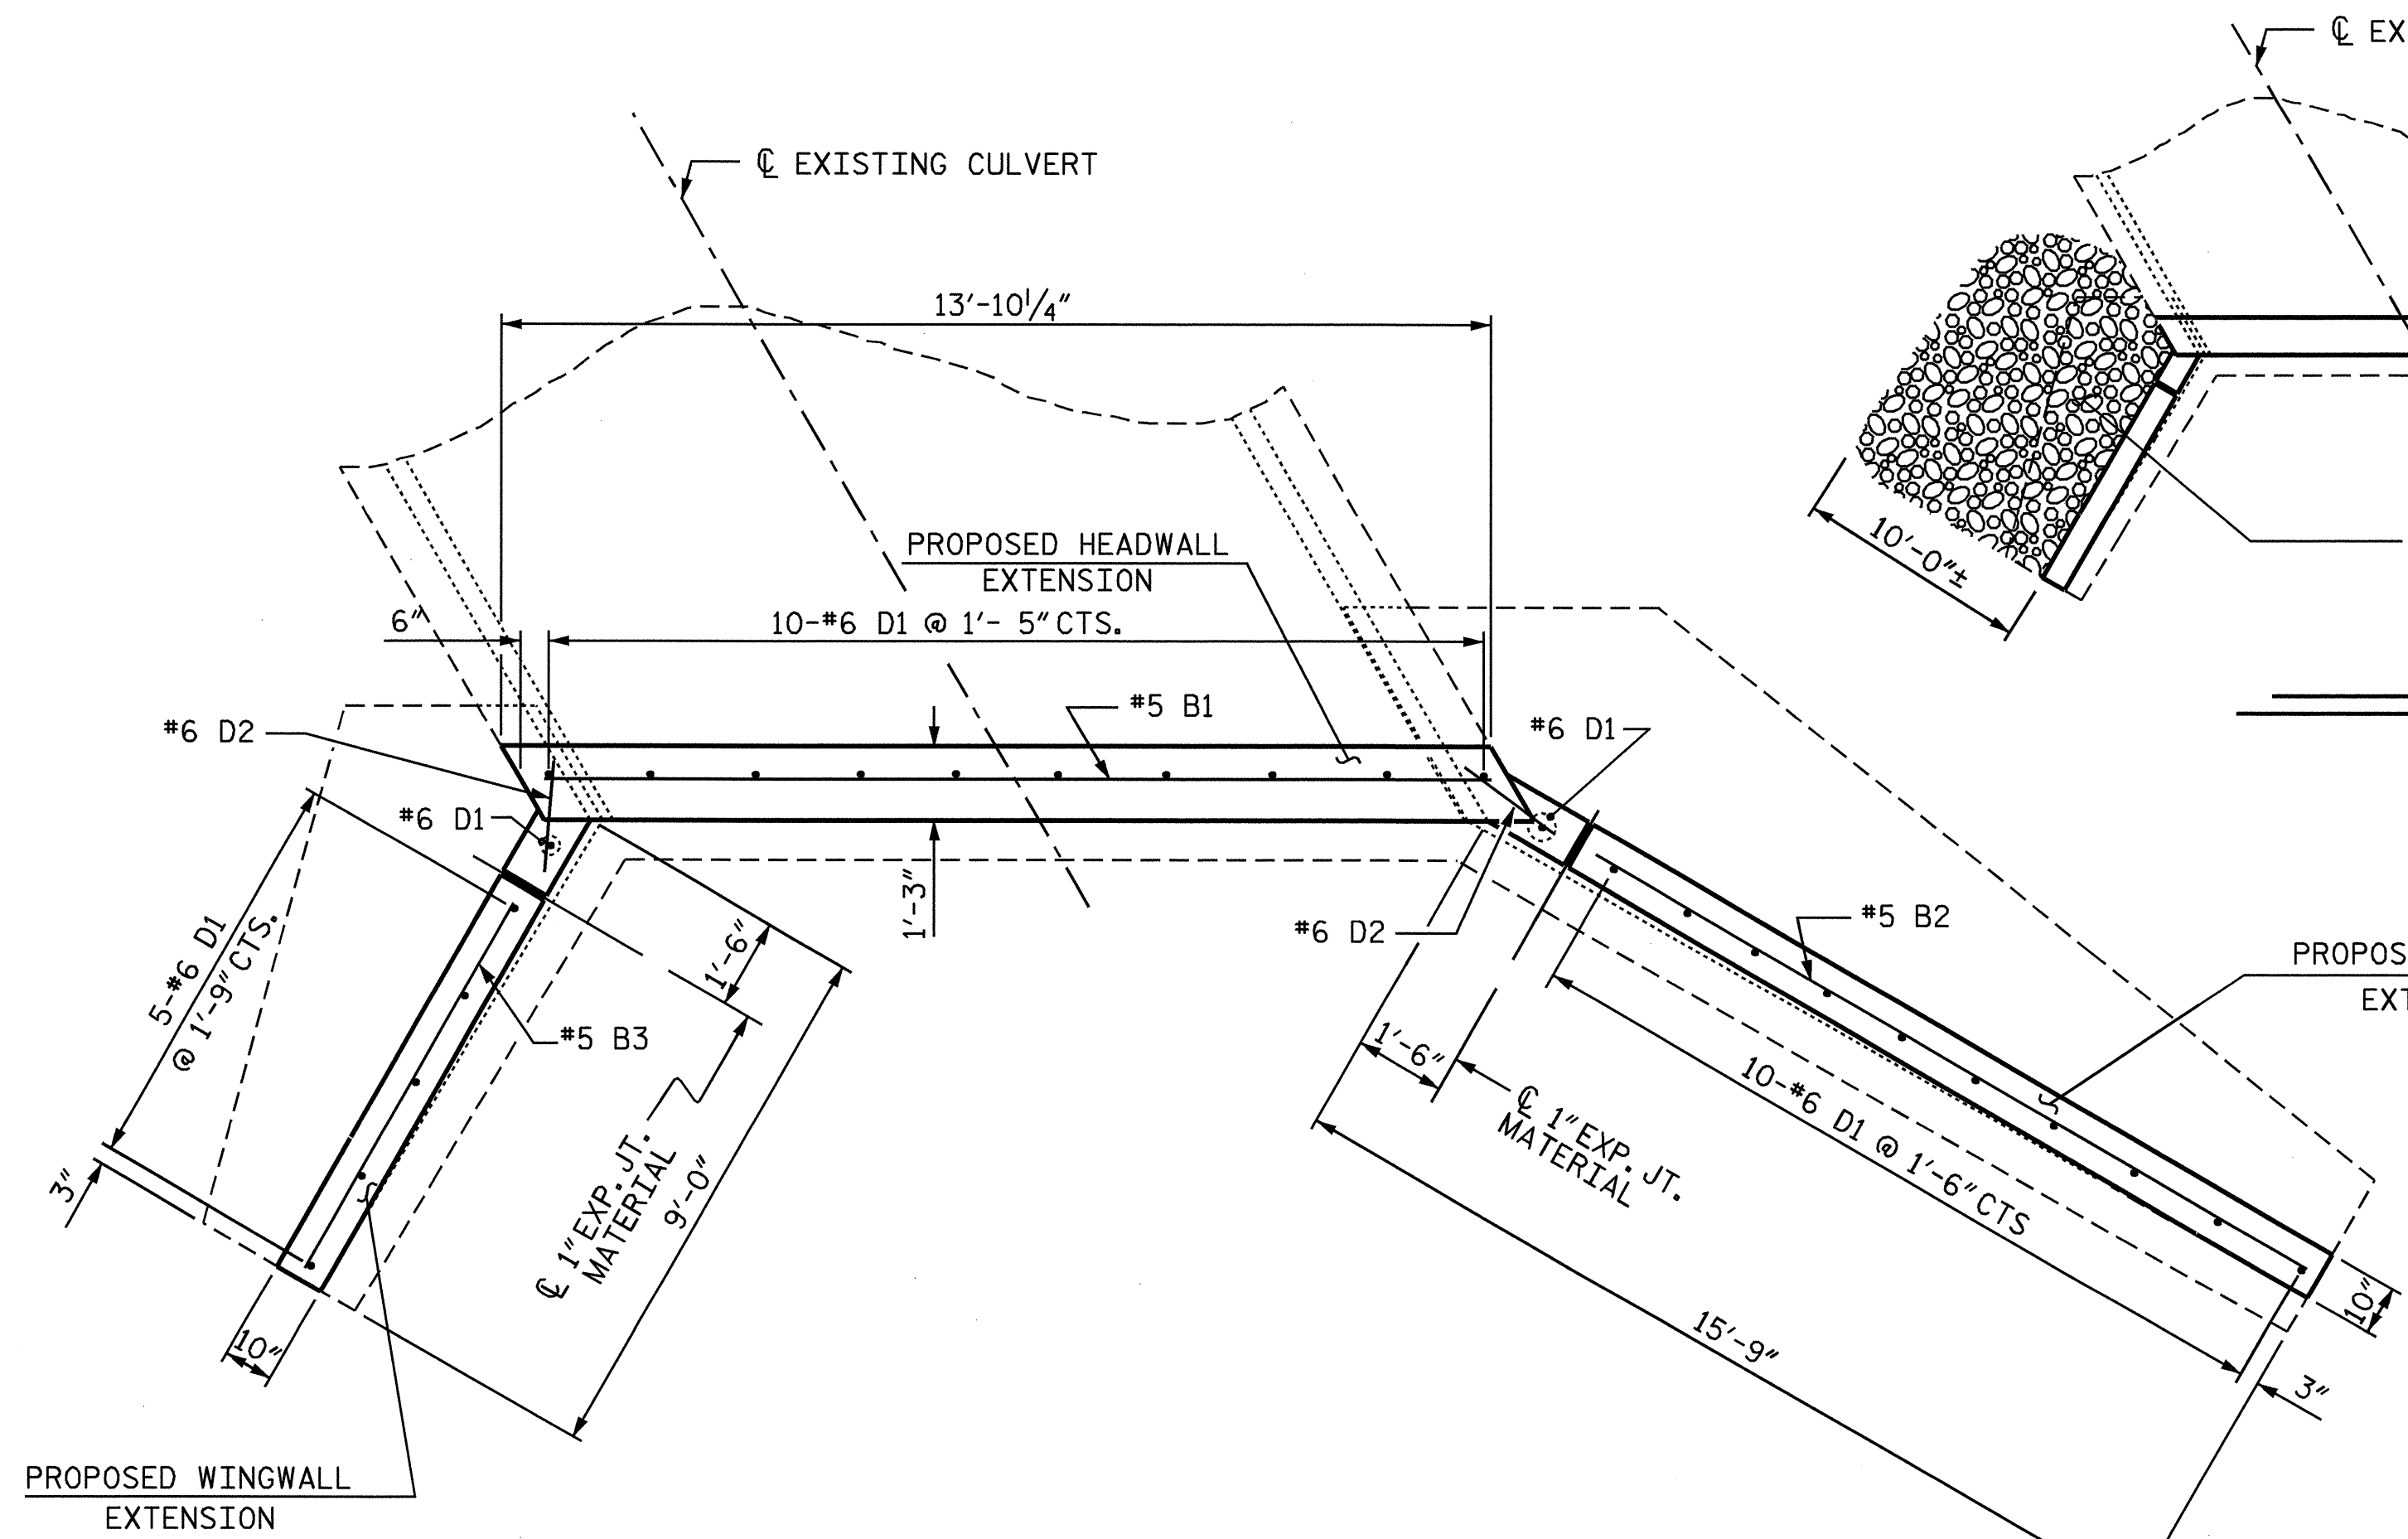 ℄ EX
℄ EXISTING CULVERT
13'-10 1/4"
PROPOSED HEADWALL
EXTENSION
10'-0"±
6"
10-#6 D1 @ 1'- 5" CTS.
#5 B1
#6 D2
#6 D1
#6 D1
1'-3"
#6 D2
#5 B2
PROPOS
EXT
5-#6 D1
@ 1'-9" CTS.
1'-6"
#5 B3
1'-6"
℄ 1" EXP. JT.
MATERIAL
10-#6 D1 @ 1'-6" CTS
℄ 1" EXP. JT.
MATERIAL
9'-0"
3"
10"
15'-9"
10"
3"
PROPOSED WINGWALL
EXTENSION